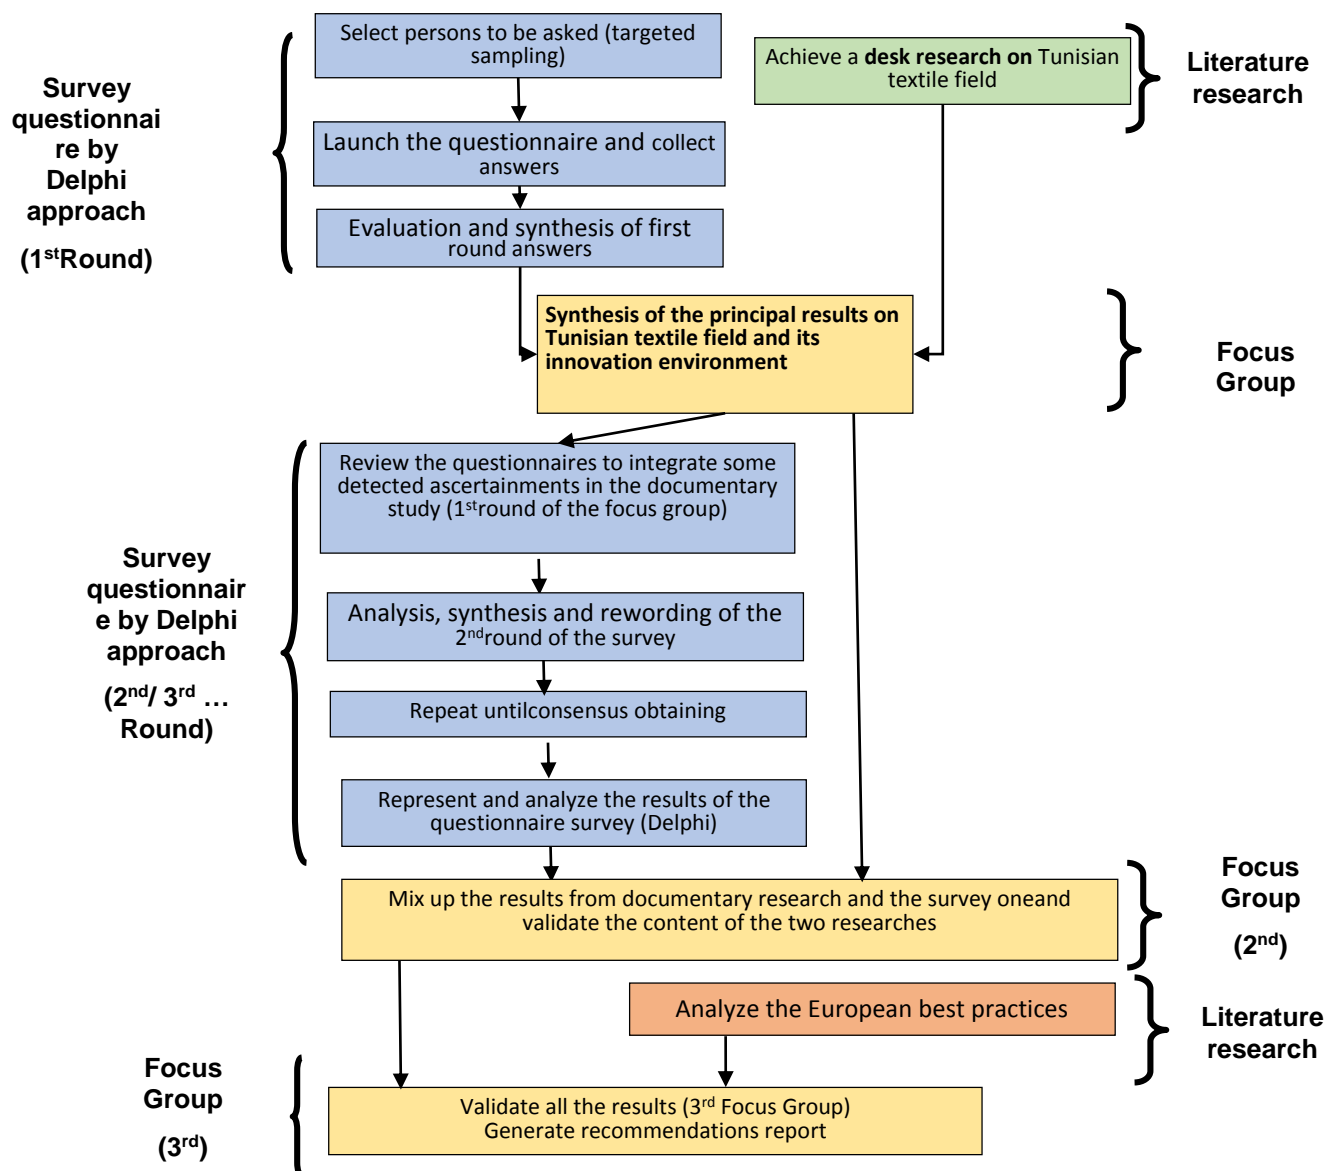 Select persons to be asked (targeted
sampling)
Achieve a desk research on Tunisian
textile field
Literature
research
Survey
questionnai
re by
Delphi
approach
(1stRound)
Launch the questionnaire and collect
answers
Evaluation and synthesis of first
round answers
Synthesis of the principal results on
Tunisian textile field and its
innovation environment
Focus
Group
Review the questionnaires to integrate some
detected ascertainments in the documentary
study (1stround of the focus group)
Survey
questionnair
e by Delphi
approach
(2nd/ 3rd …
Round)
Analysis, synthesis and rewording of the
2ndround of the survey
Repeat untilconsensus obtaining
Represent and analyze the results of the
questionnaire survey (Delphi)
Mix up the results from documentary research and the survey oneand
validate the content of the two researches
Focus
Group
(2nd)
Analyze the European best practices
Literature
research
Focus
Group
(3rd)
Validate all the results (3rd Focus Group)
Generate recommendations report